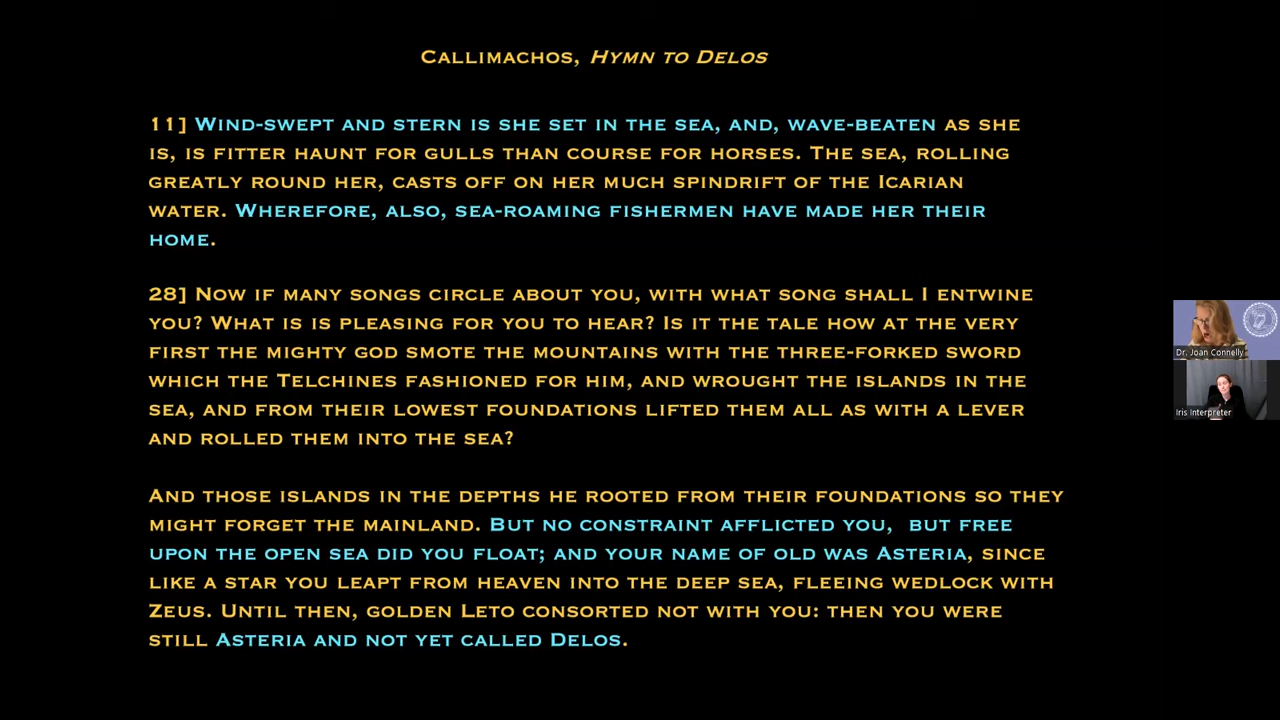 Callimachos, Hymn to Delos
11] Wind-swept and stern is she set in the sea, and, wave-beaten as she
is, is fitter haunt for gulls than course for horses. The sea, rolling
greatly round her, casts off on her much spindrift of the Icarian
water. Wherefore, also, sea-roaming fishermen have made her their
home.
28] Now if many songs circle about you, with what song shall I entwine
you? What is is pleasing for you to hear? Is it the tale how at the very
first the mighty god smote the mountains with the three-forked sword
which the Telchines fashioned for him, and wrought the islands in the
sea, and from their lowest foundations lifted them all as with a lever
and rolled them into the sea?
And those islands in the depths he rooted from their foundations so they
might forget the mainland. But no constraint afflicted you, but free
upon the open sea did you float; and your name of old was Asteria, since
like a star you leapt from heaven into the deep sea, fleeing wedlock with
Zeus. Until then, golden Leto consorted not with you: then you were
still Asteria and not yet called Delos.
Dr. Joan Connelly
Iris Interpreter